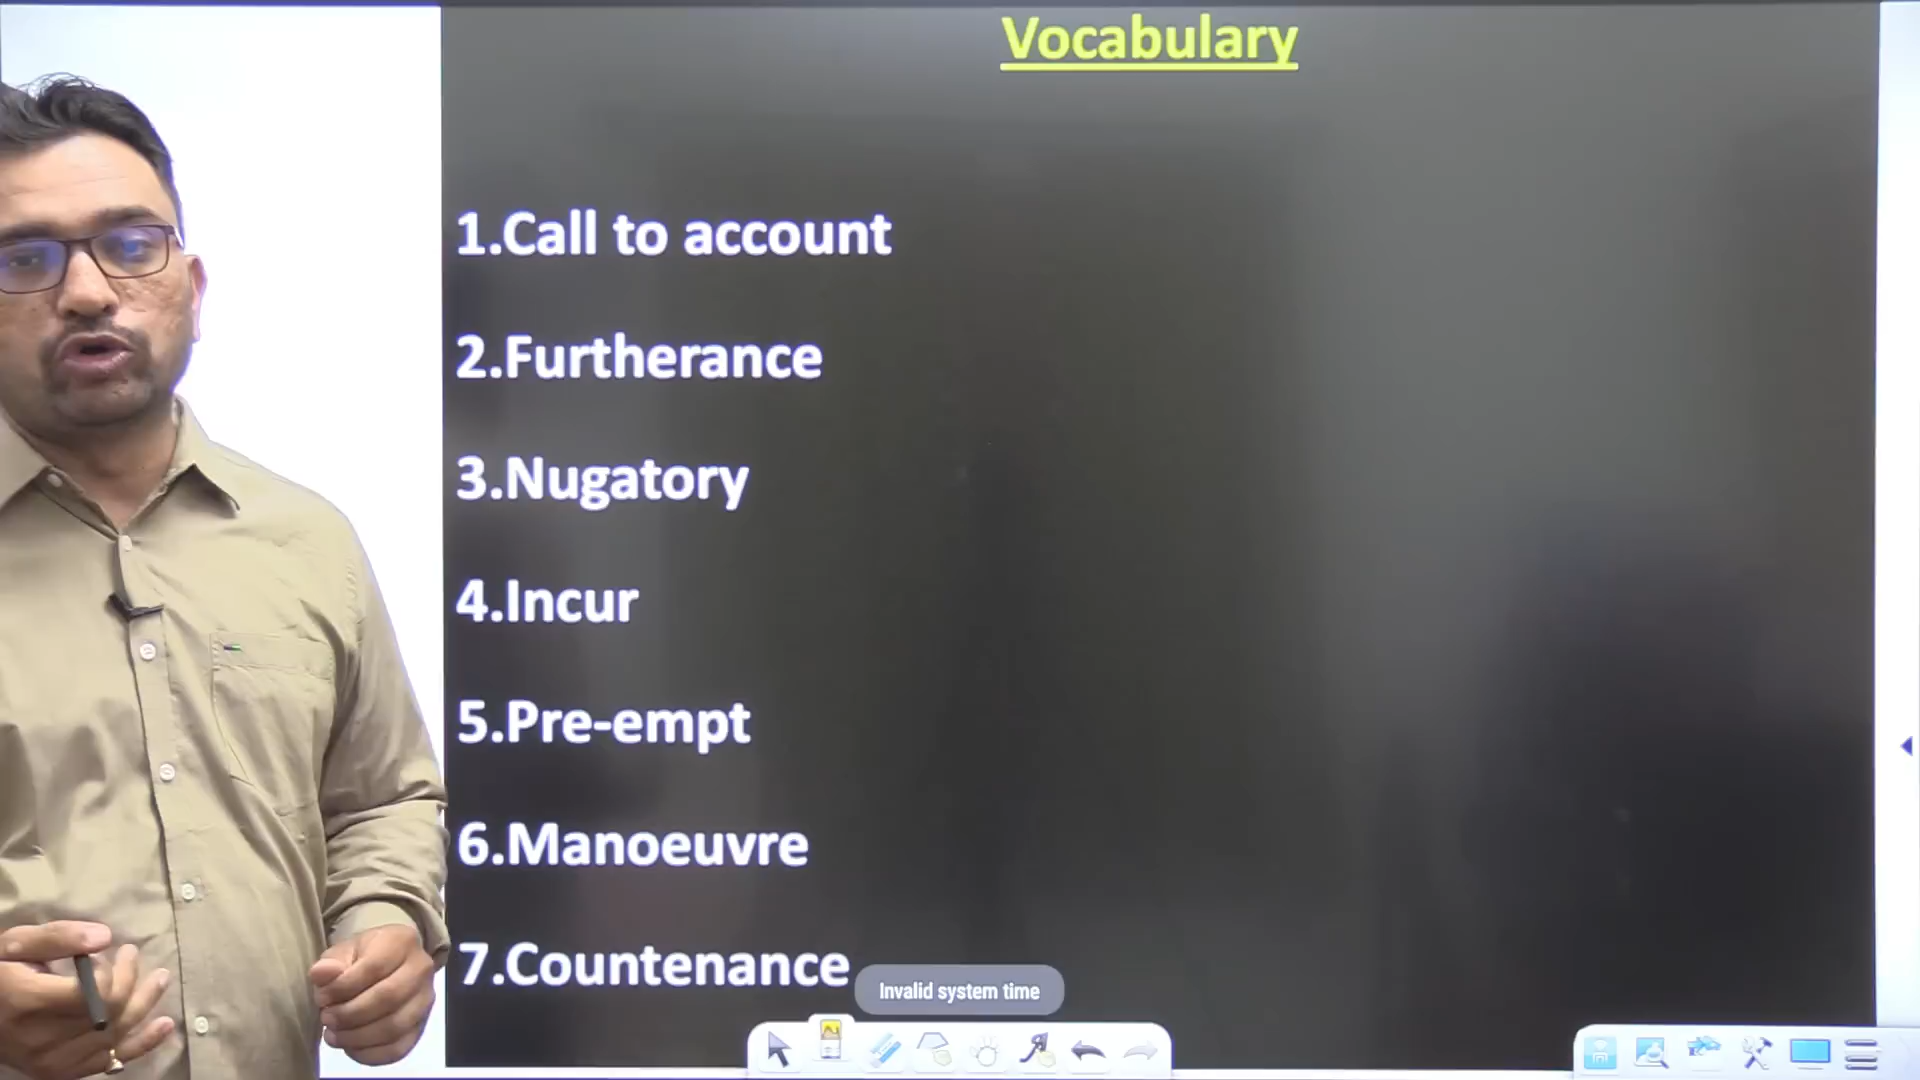 Vocabulary
1.Call to account
2.Furtherance
3.Nugatory
4.Incur
5.Pre-empt
6.Manoeuvre
7.Countenance
Invalid system time